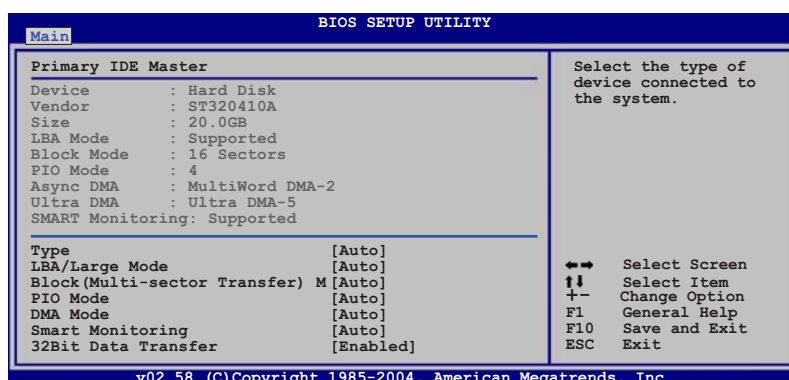 BIOS SETUP UTILITY
Main
Primary IDE Master
Device : Hard Disk
Vendor : ST320410A
Size : 20.0GB
LBA Mode : Supported
Block Mode : 16 Sectors
PIO Mode : 4
Async DMA : MultiWord DMA-2
Ultra DMA : Ultra DMA-5
SMART Monitoring: Supported
Type [Auto]
LBA/Large Mode [Auto]
Block(Multi-sector Transfer) M [Auto]
PIO Mode [Auto]
DMA Mode [Auto]
Smart Monitoring [Auto]
32Bit Data Transfer [Enabled]
Select the type of
device connected to
the system.
←→ Select Screen
↑↓ Select Item
+- Change Option
F1 General Help
F10 Save and Exit
ESC Exit
v02.58 (C)Copyright 1985-2004, American Megatrends, Inc.